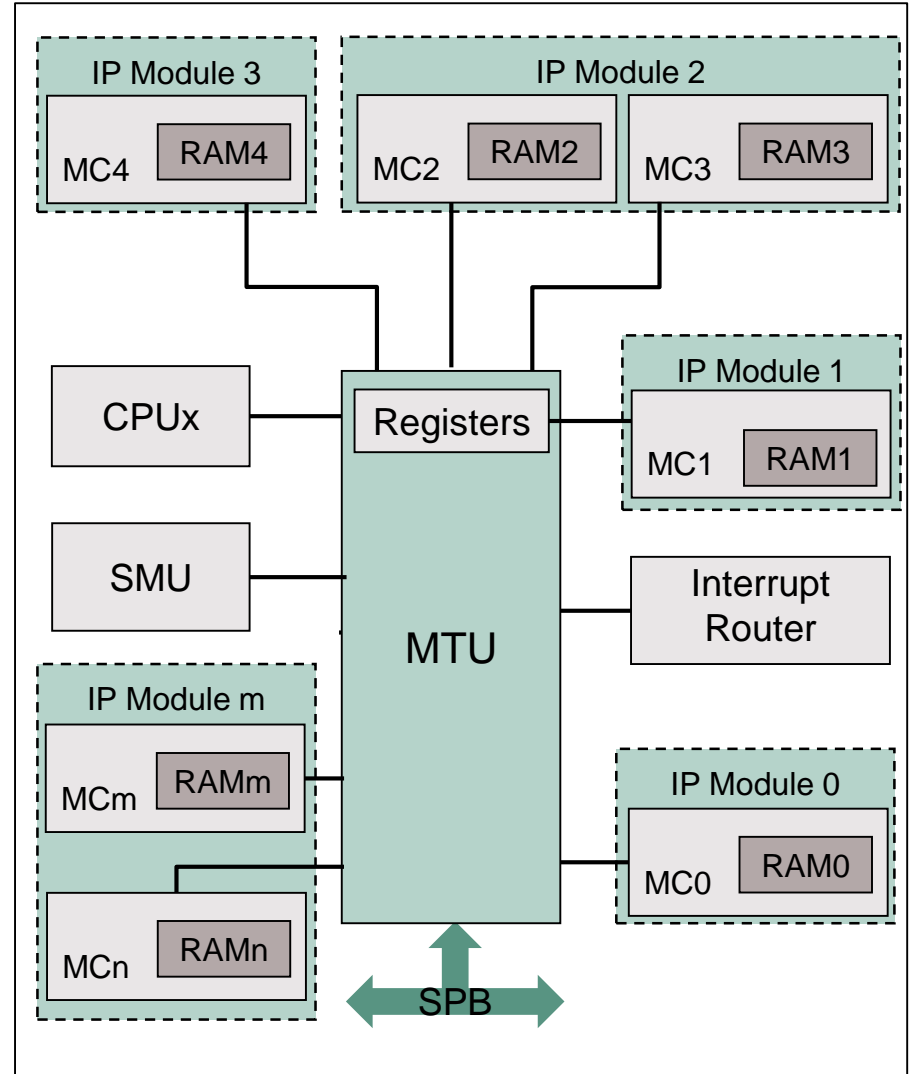 IP Module 3
MC4
RAM4
IP Module 2
MC2
RAM2
MC3
RAM3
IP Module 1
MC1
RAM1
CPUx
Registers
SMU
MTU
Interrupt
Router
IP Module m
MCm
RAMm
MCn
RAMn
IP Module 0
MC0
RAM0
SPB